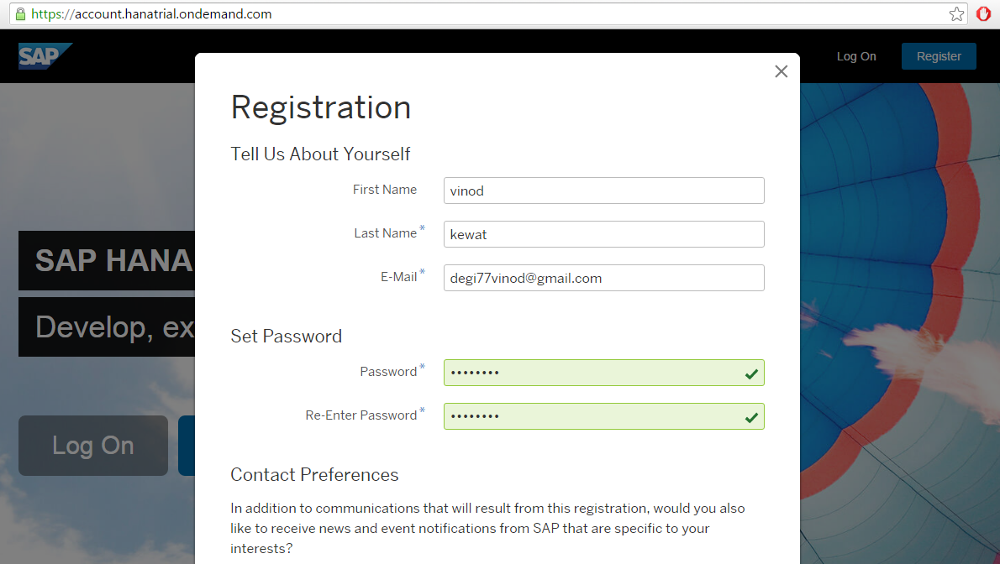 https://account.hanatrial.ondemand.com
SAP
Log On
Register
Registration
Tell Us About Yourself
First Name
vinod
Last Name*
kewat
E-Mail*
degi77vinod@gmail.com
SAP HANA
Develop, ex
Set Password
Password*
••••••••
Re-Enter Password*
••••••••
Log On
Contact Preferences
In addition to communications that will result from this registration, would you also
like to receive news and event notifications from SAP that are specific to your
interests?